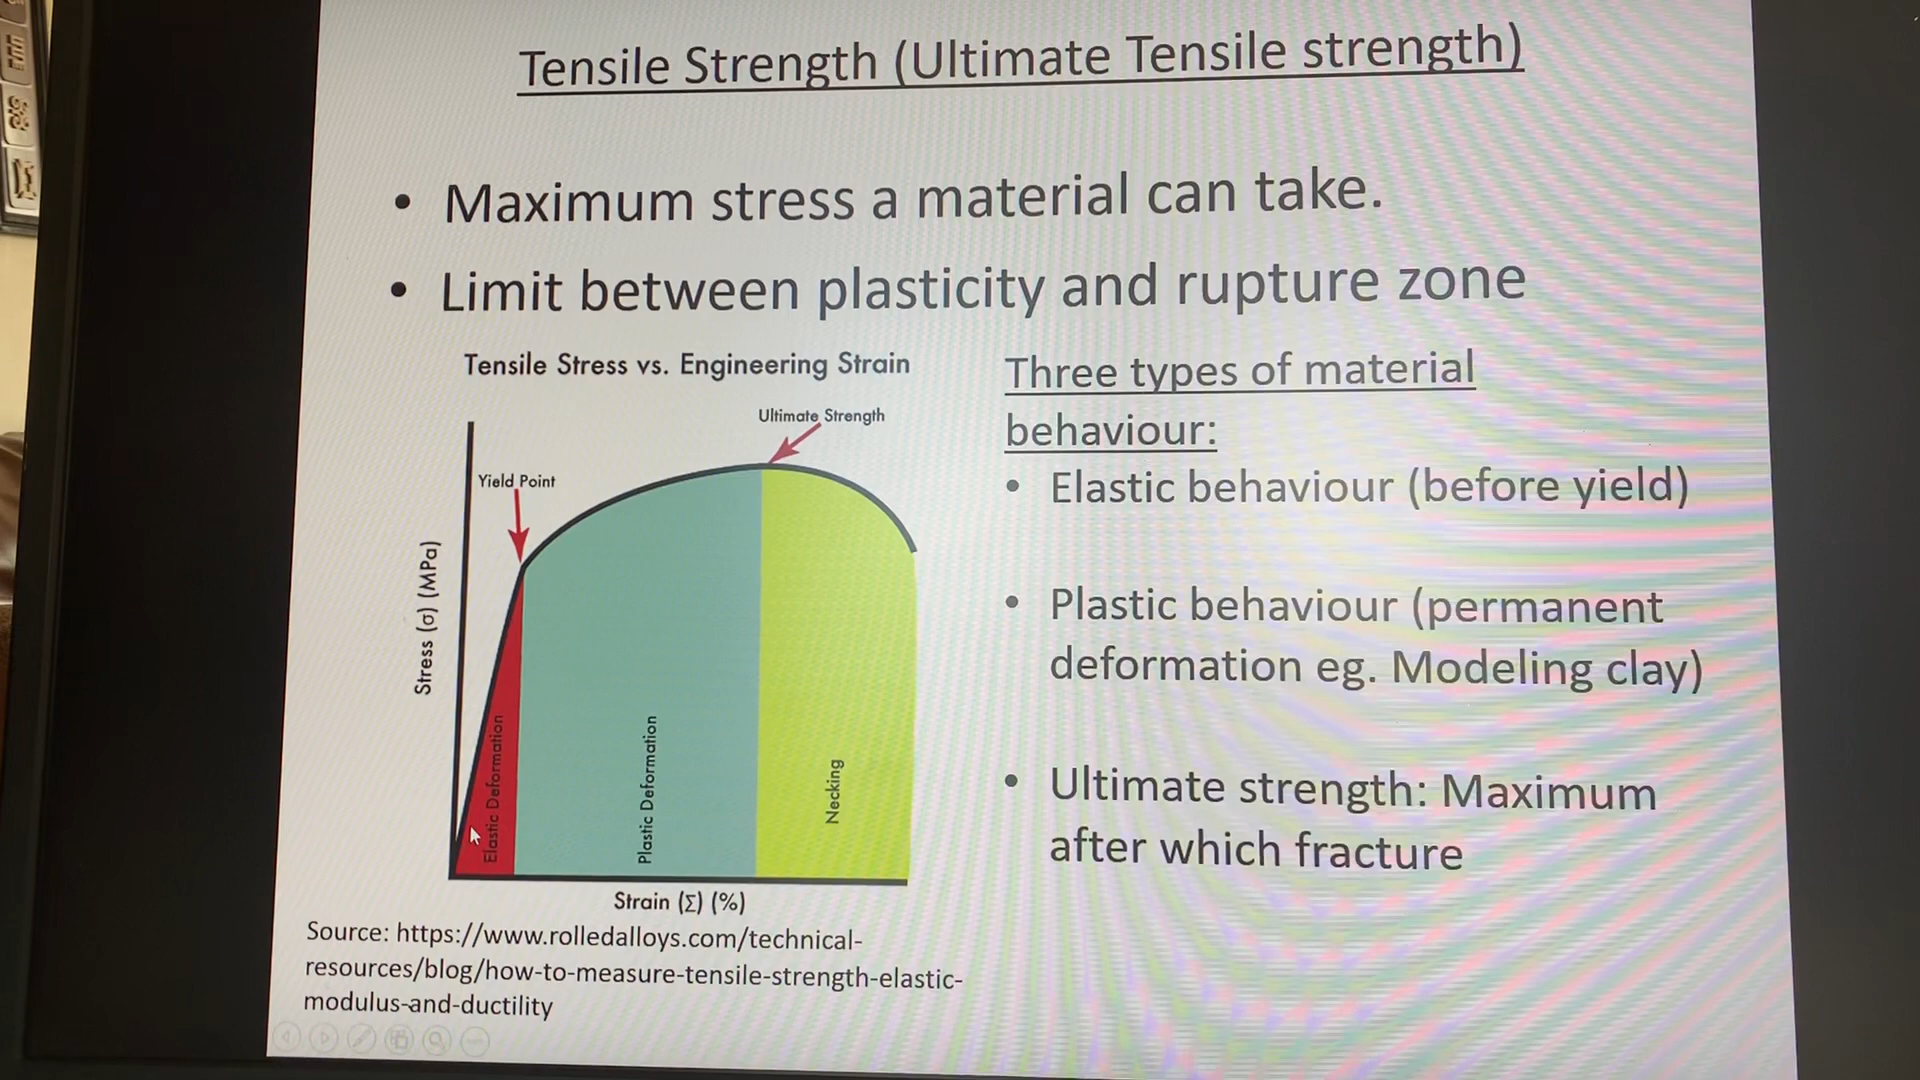 Tensile Strength (Ultimate Tensile strength)
• Maximum stress a material can take.
• Limit between plasticity and rupture zone
Tensile Stress vs. Engineering Strain
Ultimate Strength
Yield Point
Stress (σ) (MPa)
Elastic Deformation
Plastic Deformation
Necking
Strain (Σ) (%)
Source: https://www.rolledalloys.com/technical-
resources/blog/how-to-measure-tensile-strength-elastic-
modulus-and-ductility
Three types of material
behaviour:
• Elastic behaviour (before yield)
• Plastic behaviour (permanent
deformation eg. Modeling clay)
• Ultimate strength: Maximum
after which fracture